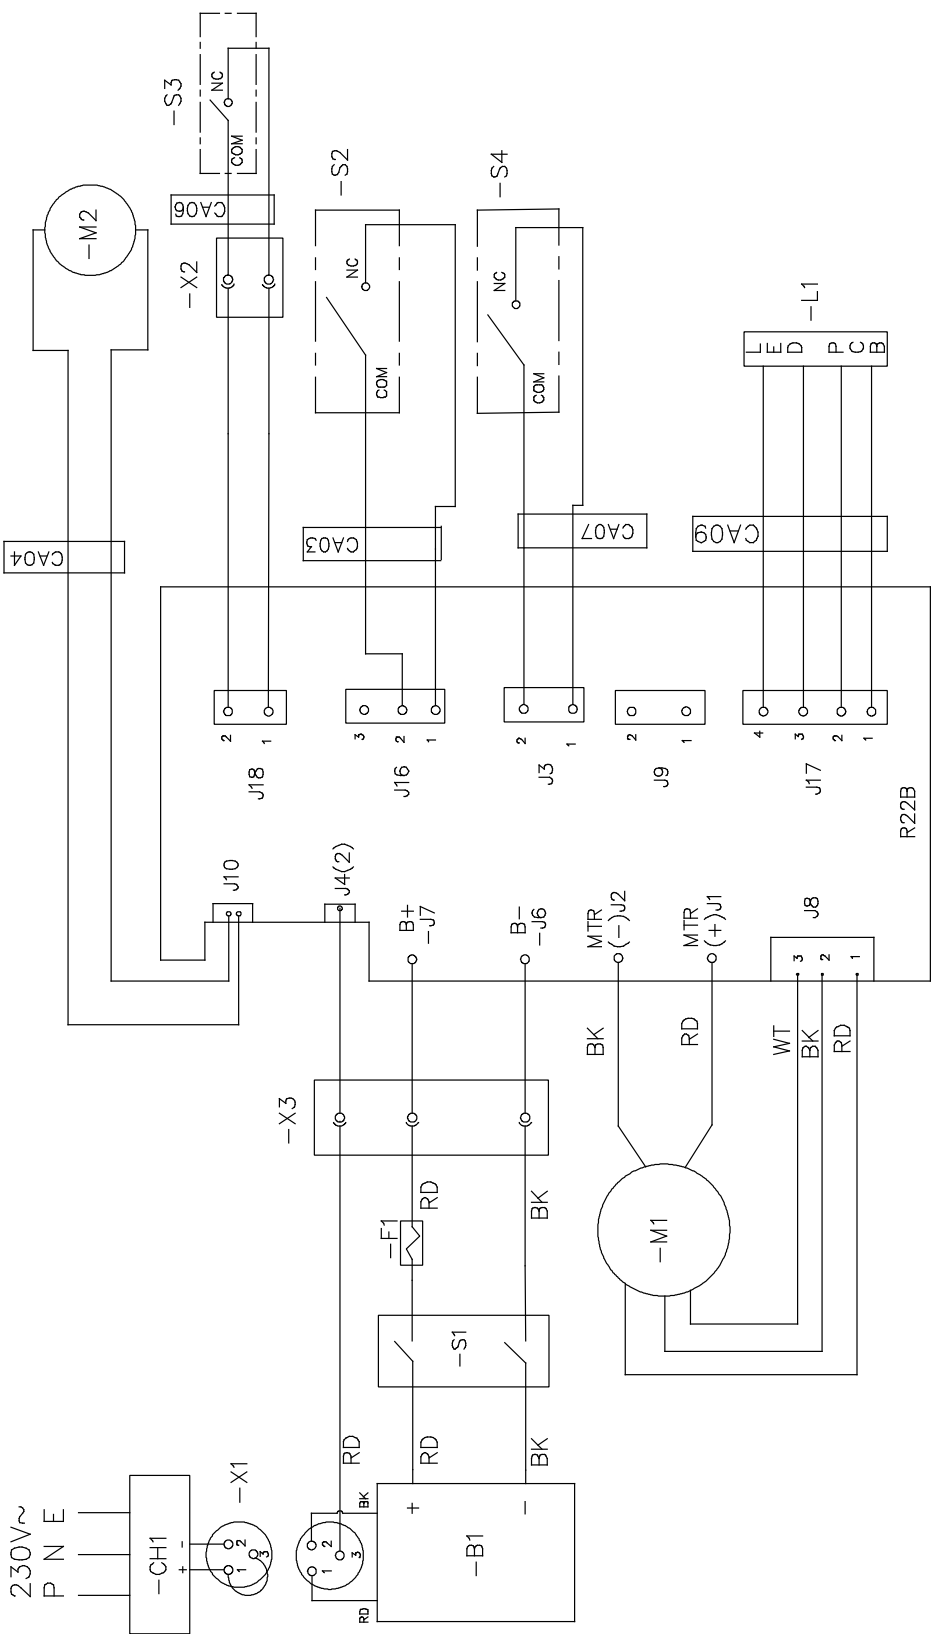 -S3
NC
COM
-M2
CA06
-S2
-S4
-X2
NC
COM
NC
COM
-L1
L
E
D
P
C
B
CA04
CA03
CA07
CA09
2
1
J18
3
2
1
J16
2
1
J3
2
1
J9
4
3
2
1
J17
R22B
J10
J4(2)
B+
-J7
B-
-J6
MTR
(-)J2
MTR
(+)J1
J8
3
2
1
BK
RD
WT
BK
RD
-X3
RD
BK
-F1
-M1
-S1
RD
RD
BK
230V~
P N E
-CH1
+ -
-X1
1
2
3
BK
1
2
3
RD
+
-
-B1